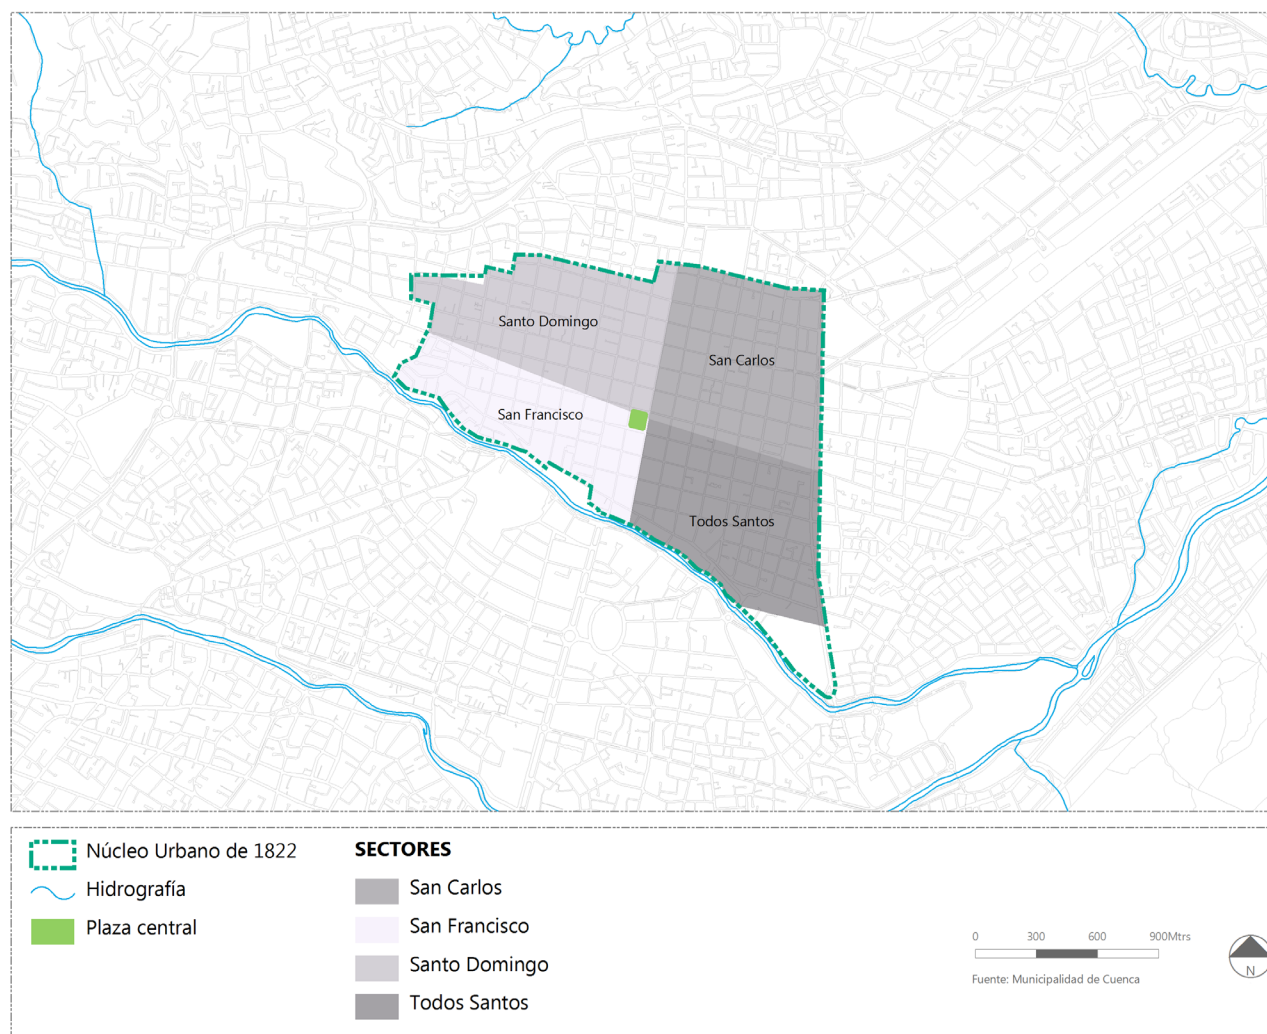 Santo Domingo
San Carlos
San Francisco
Todos Santos
Núcleo Urbano de 1822
Hidrografía
Plaza central
SECTORES
San Carlos
San Francisco
Santo Domingo
Todos Santos
0 300 600 900Mtrs
Fuente: Municipalidad de Cuenca
N